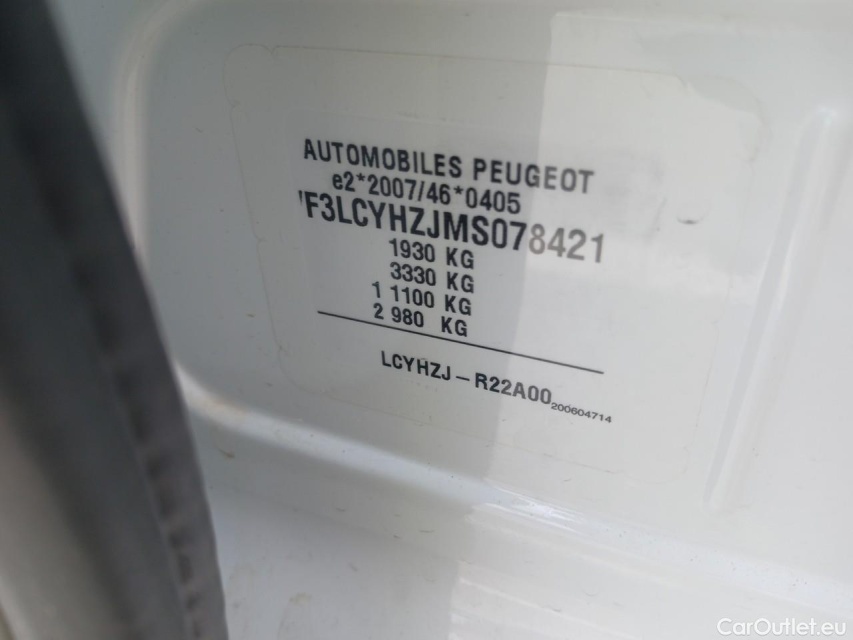 AUTOMOBILES PEUGEOT
e2*2007/46*0405
VF3LCYHZJMS078421
1930 KG
3330 KG
1 1100 KG
2 980 KG
LCYHZJ - R22A00
200604714
CarOutlet.eu